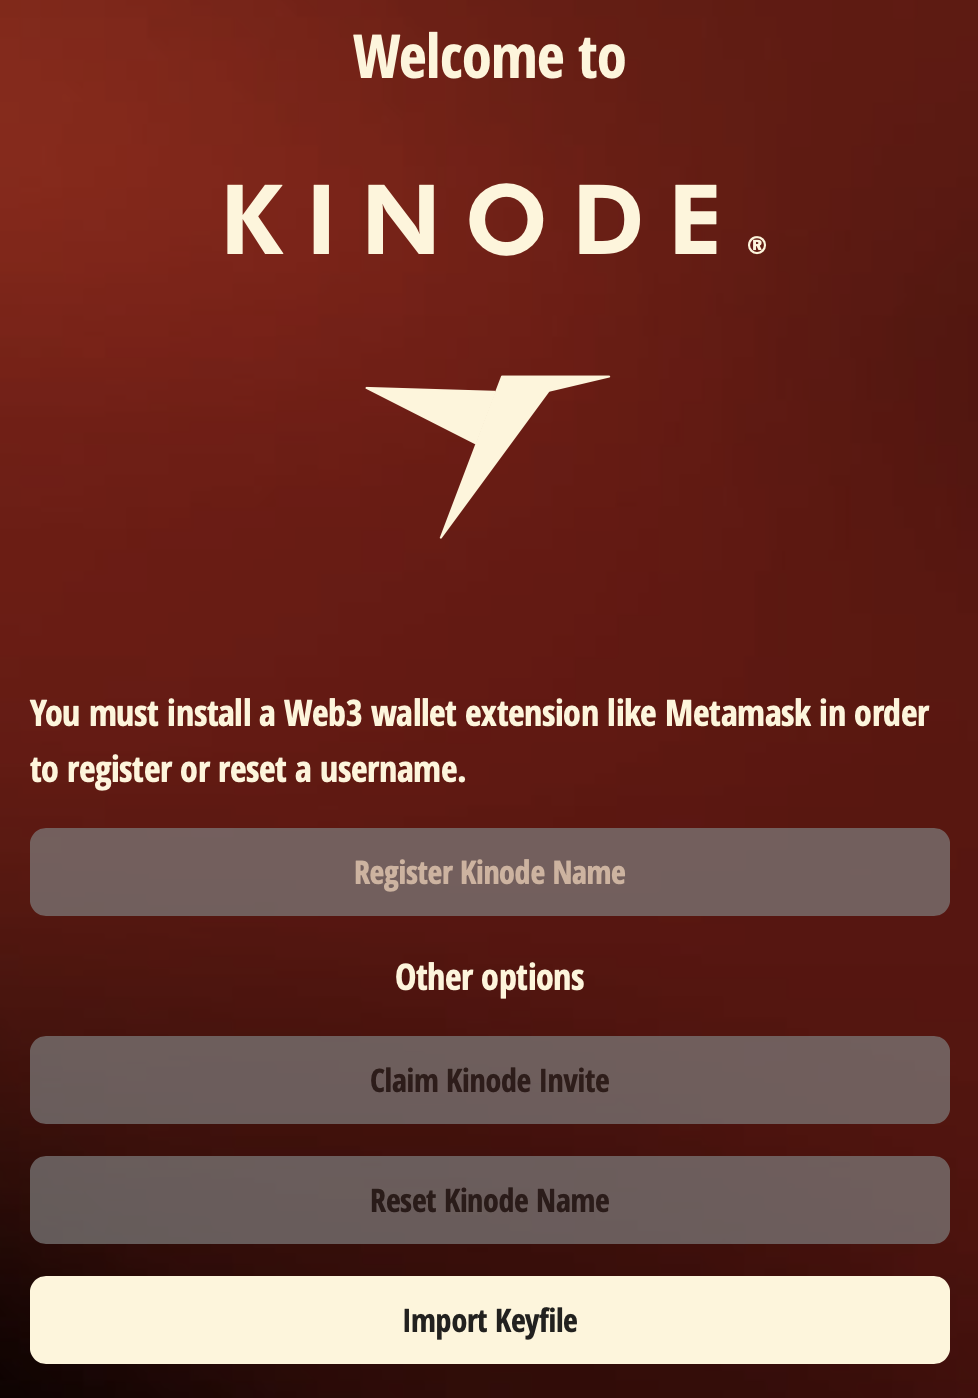 Welcome to
KINODE®
You must install a Web3 wallet extension like Metamask in order
to register or reset a username.
Register Kinode Name
Other options
Claim Kinode Invite
Reset Kinode Name
Import Keyfile